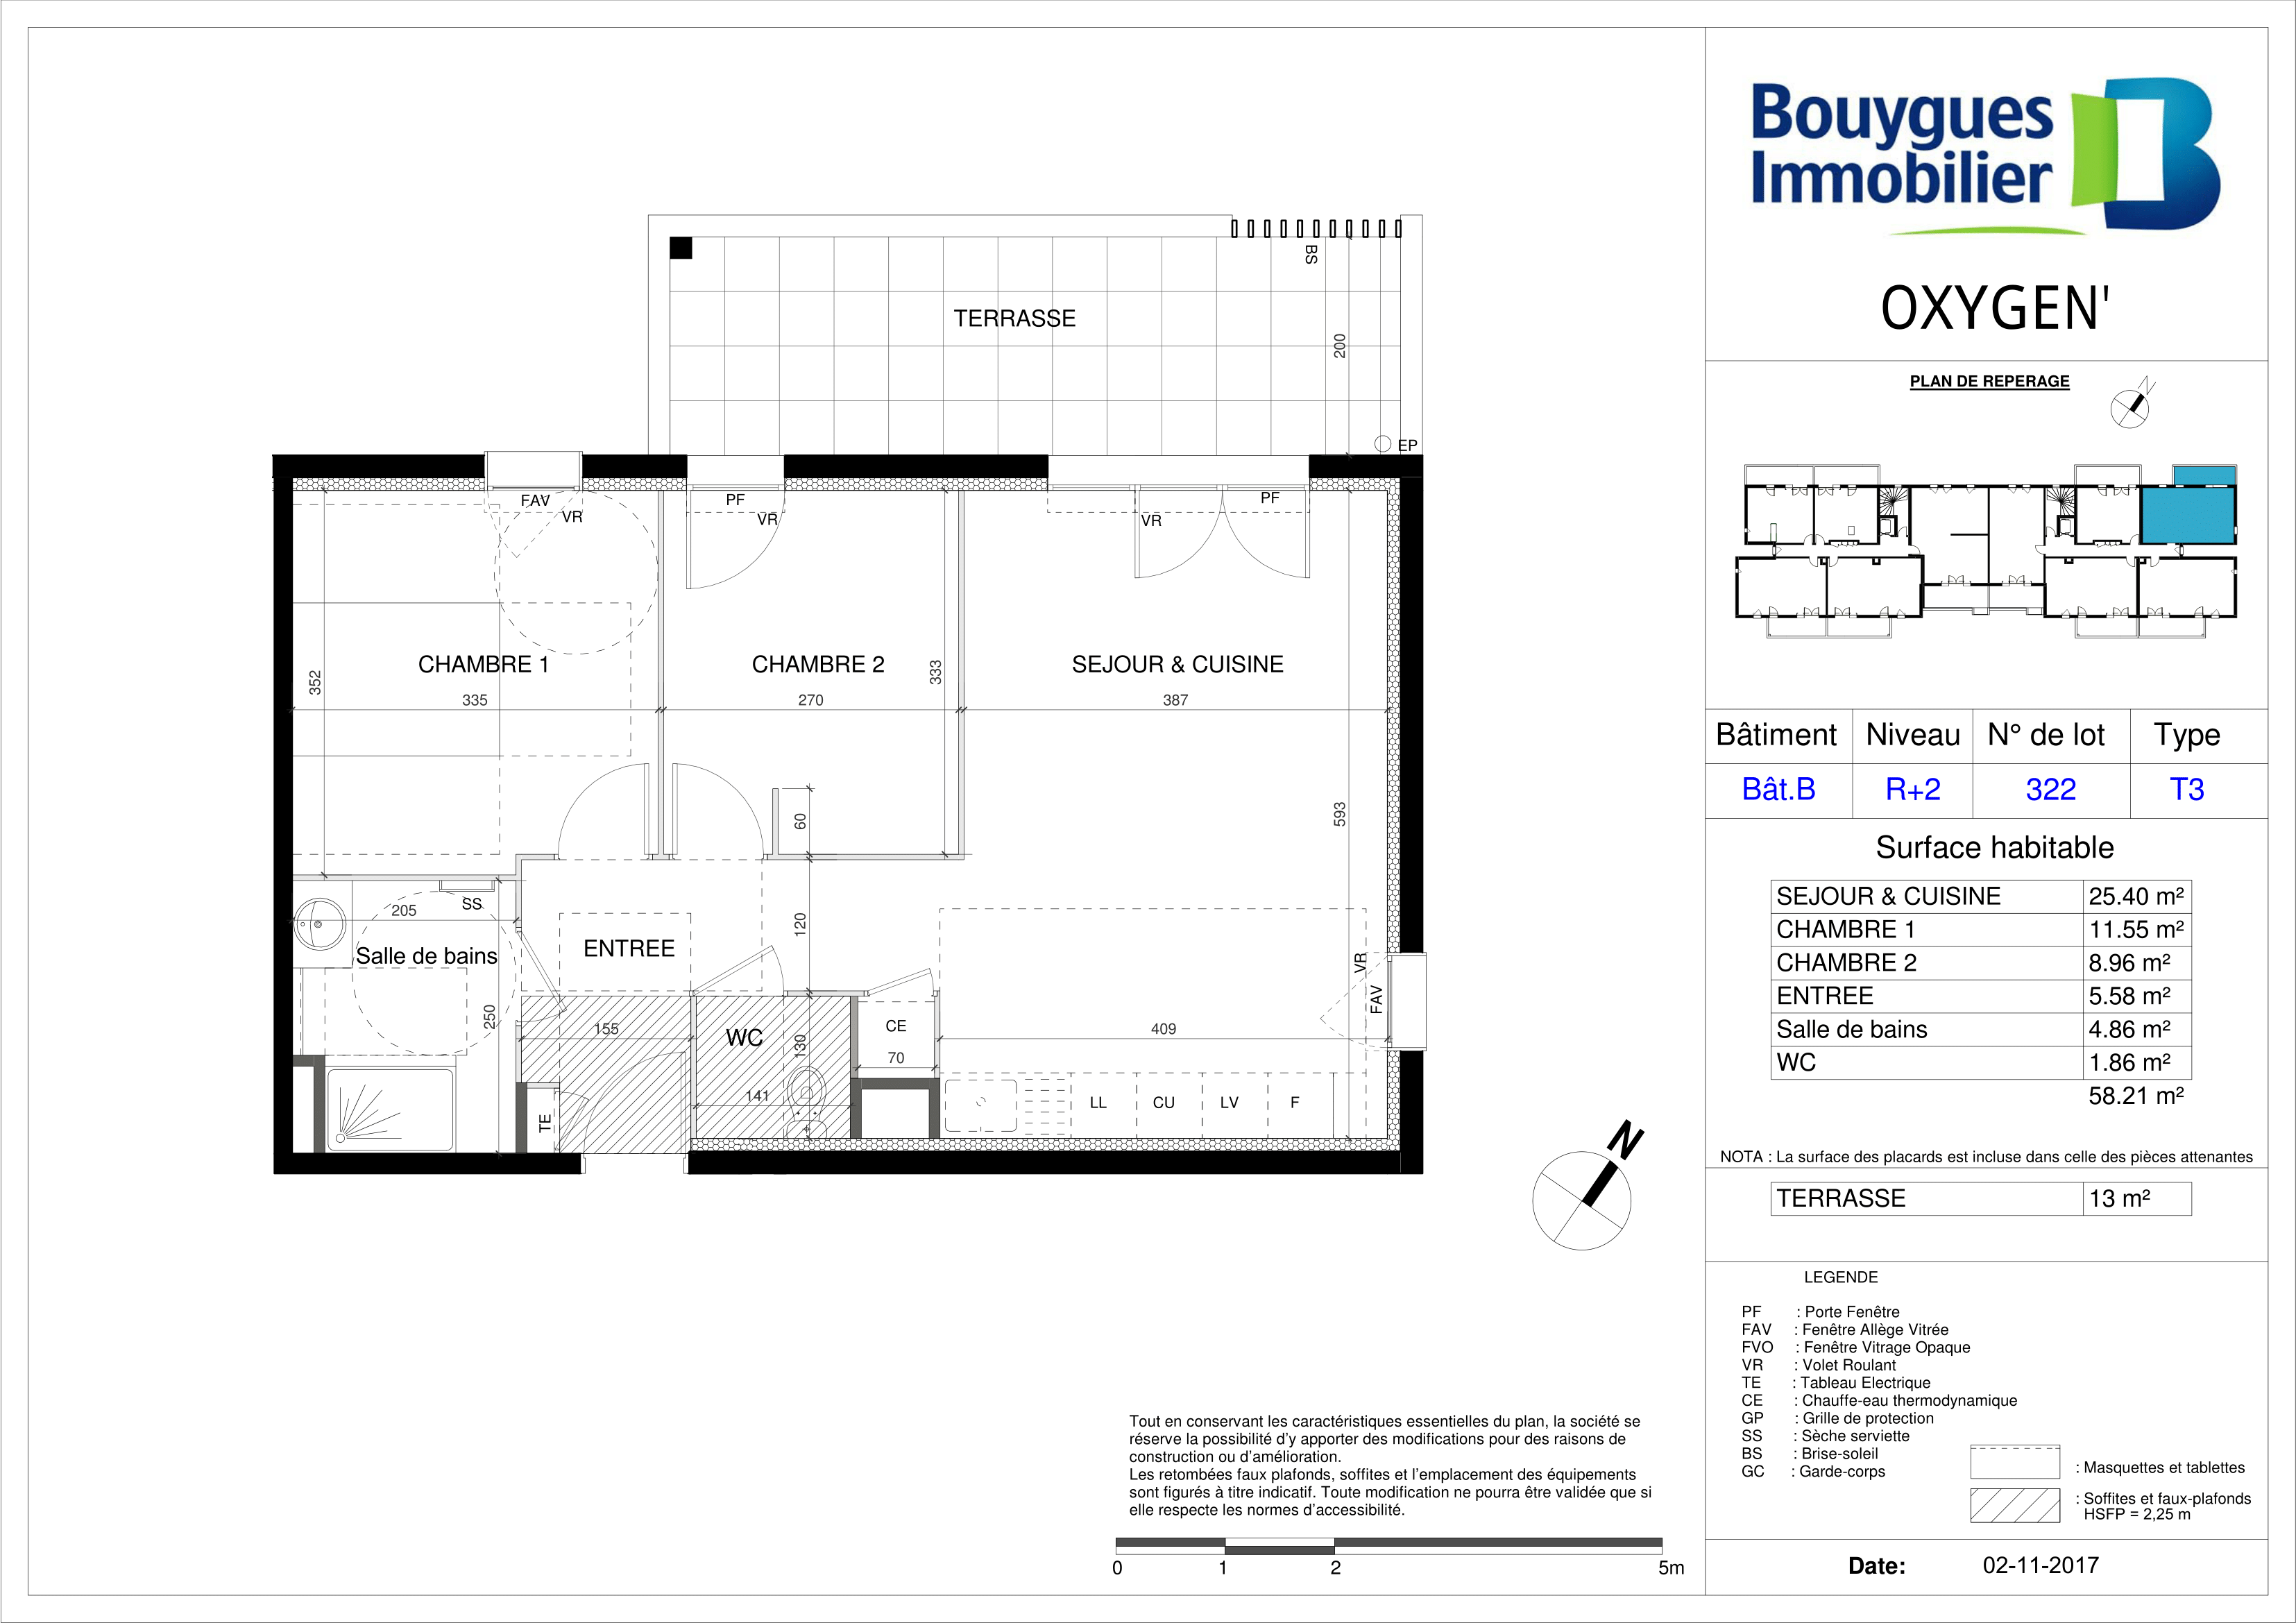 Bouygues
Immobilier
OXYGEN'
PLAN DE REPERAGE
N
Bâtiment Niveau N° de lot Type
Bât.B R+2 322 T3
Surface habitable
SEJOUR & CUISINE 25.40 m²
CHAMBRE 1 11.55 m²
CHAMBRE 2 8.96 m²
ENTREE 5.58 m²
Salle de bains 4.86 m²
WC 1.86 m²
58.21 m²
NOTA : La surface des placards est incluse dans celle des pièces attenantes
TERRASSE 13 m²
LEGENDE
PF : Porte Fenêtre
FAV : Fenêtre Allège Vitrée
FVO : Fenêtre Vitrage Opaque
VR : Volet Roulant
TE : Tableau Electrique
CE : Chauffe-eau thermodynamique
GP : Grille de protection
SS : Sèche serviette
BS : Brise-soleil
GC : Garde-corps
: Masquettes et tablettes
: Soffites et faux-plafonds
HSFP = 2,25 m
Date: 02-11-2017
BS
TERRASSE
200
EP
FAV
VR
PF
VR
VR
PF
CHAMBRE 1
335
352
CHAMBRE 2
270
333
SEJOUR & CUISINE
387
593
60
120
205
SS
Salle de bains
250
ENTREE
155
WC
130
141
CE
70
409
VR
FAV
TE
LL
CU
LV
F
N
Tout en conservant les caractéristiques essentielles du plan, la société se
réserve la possibilité d'y apporter des modifications pour des raisons de
construction ou d'amélioration.
Les retombées faux plafonds, soffites et l'emplacement des équipements
sont figurés à titre indicatif. Toute modification ne pourra être validée que si
elle respecte les normes d'accessibilité.
0 1 2 5m